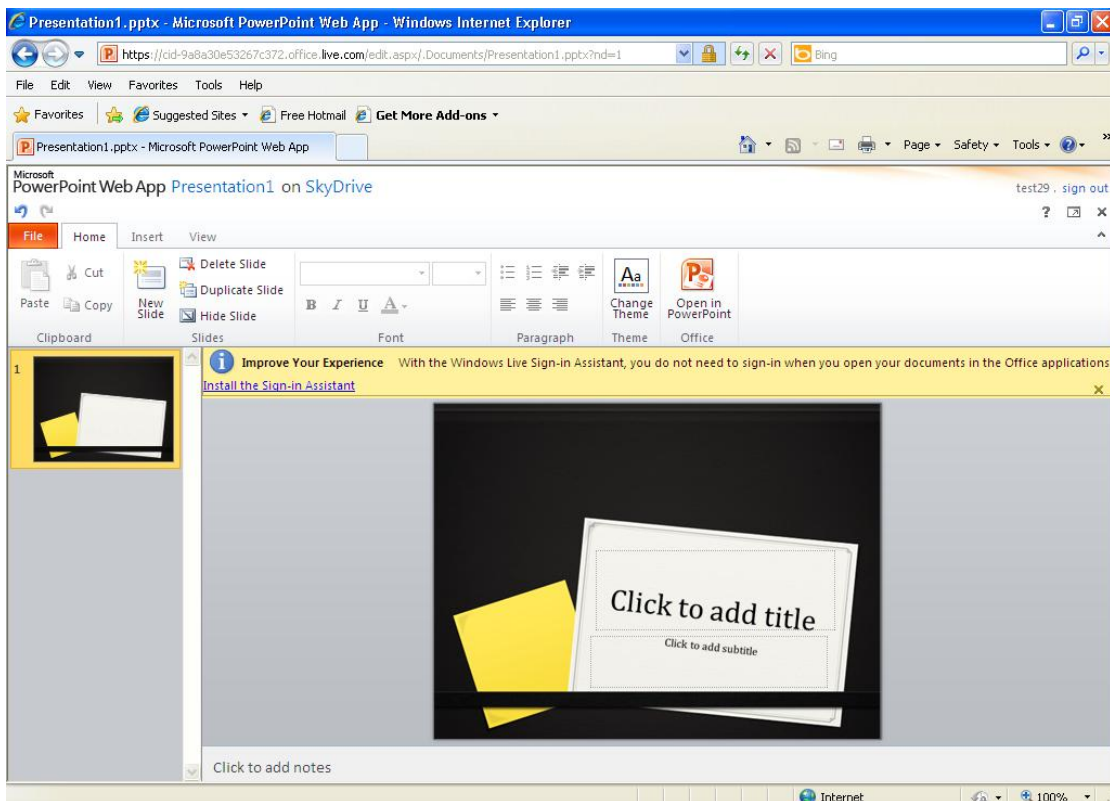 Presentation1.pptx - Microsoft PowerPoint Web App - Windows Internet Explorer
https://cid-9a8a30e53267c372.office.live.com/edit.aspx/.Documents/Presentation1.pptx?nd=1
Bing
File Edit View Favorites Tools Help
Favorites Suggested Sites Free Hotmail Get More Add-ons
Presentation1.pptx - Microsoft PowerPoint Web App
Page Safety Tools
Microsoft
PowerPoint Web App Presentation1 on SkyDrive
test29 . sign out
File Home Insert View
Paste
Cut
Copy
Clipboard
New Slide
Delete Slide
Duplicate Slide
Hide Slide
Slides
B I U A
Font
Paragraph
Aa
Change Theme
Theme
Open in PowerPoint
Office
1
Improve Your Experience With the Windows Live Sign-in Assistant, you do not need to sign-in when you open your documents in the Office applications
Install the Sign-in Assistant
Click to add title
Click to add subtitle
Click to add notes
Internet 100%